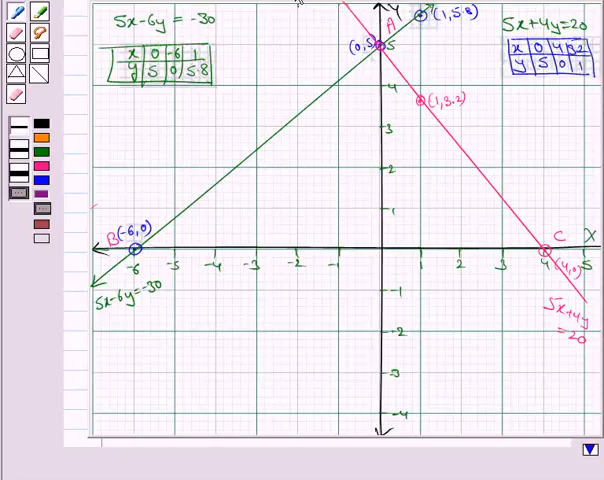 5x-6y = -30
x 0 -6 1
y 5 0 5.8
5x+4y=20
x 0 4 3.2
y 5 0 1
Y
A
(1,5.8)
(0,5)
5
4
(1,3.2)
3
2
1
B(-6,0)
C
X
-6 -5 -4 -3 -2 -1 1 2 3 4 5
(4,0)
5x-6y=-30
-1
5x+4y
=20
-2
-3
-4